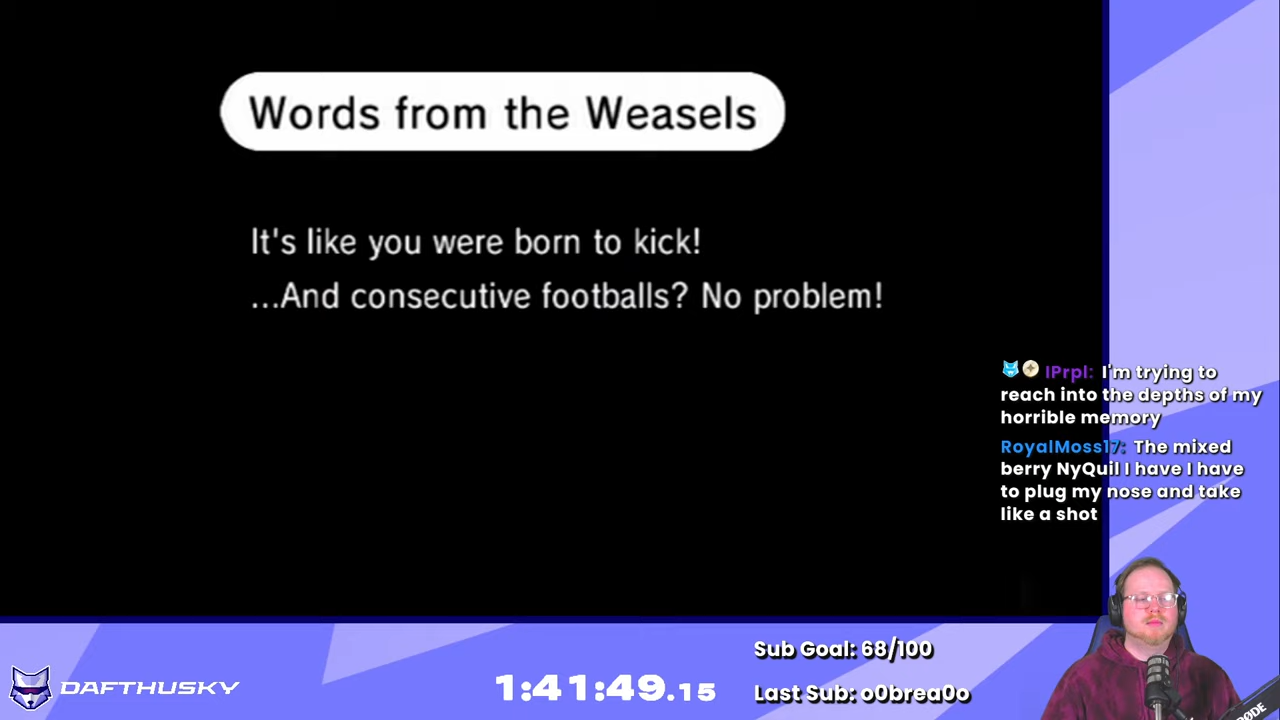 Words from the Weasels
It's like you were born to kick!
...And consecutive footballs? No problem!
IPrpl: I'm trying to
reach into the depths of my
horrible memory
RoyalMoss17: The mixed
berry NyQuil I have I have
to plug my nose and take
like a shot
DAFTHUSKY
1:41:49.15
Sub Goal: 68/100
Last Sub: o0brea0o
RØDE